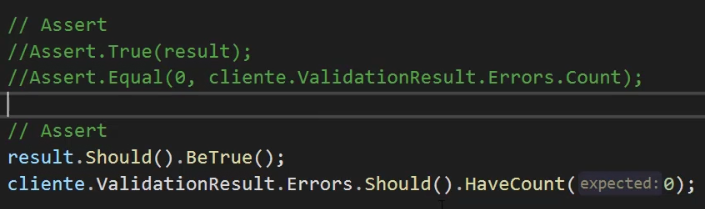 // Assert
//Assert.True(result);
//Assert.Equal(0, cliente.ValidationResult.Errors.Count);
// Assert
result.Should().BeTrue();
cliente.ValidationResult.Errors.Should().HaveCount(expected:0);